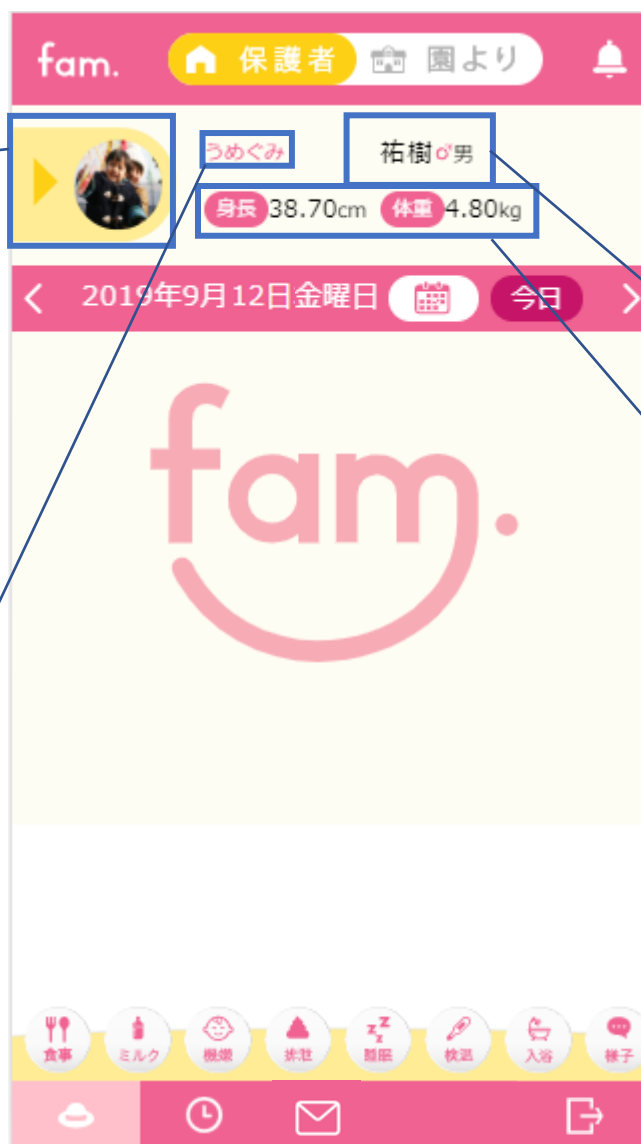 fam.
保護者
園より
うめぐみ
祐樹♂男
身長 38.70cm 体重 4.80kg
2019年9月12日金曜日
今日
fam.
食事
ミルク
機嫌
排泄
睡眠
検温
入浴
様子